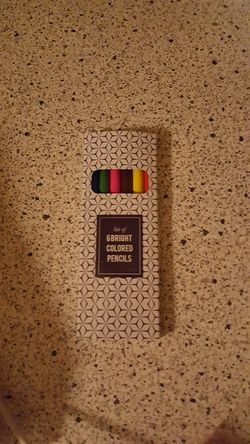 Set of
6 BRIGHT
COLORED
PENCILS